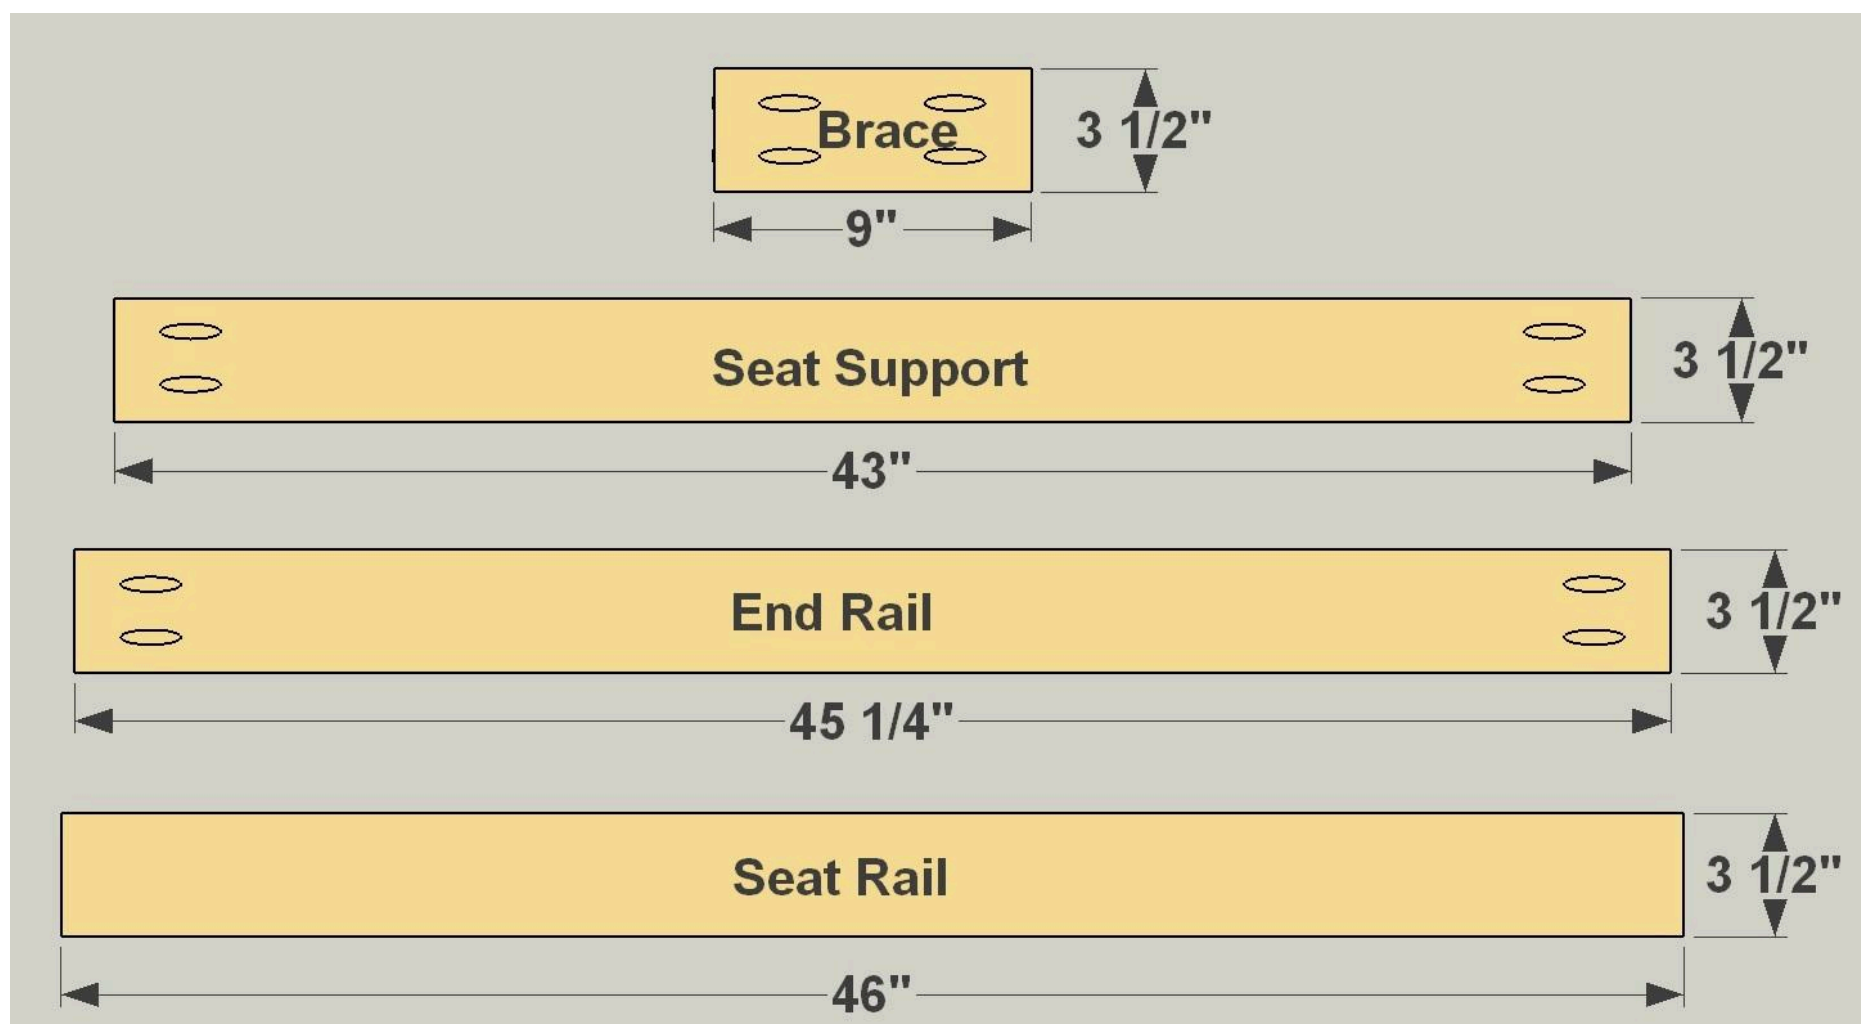 Brace
3 1/2"
9"
Seat Support
3 1/2"
43"
End Rail
3 1/2"
45 1/4"
Seat Rail
3 1/2"
46"